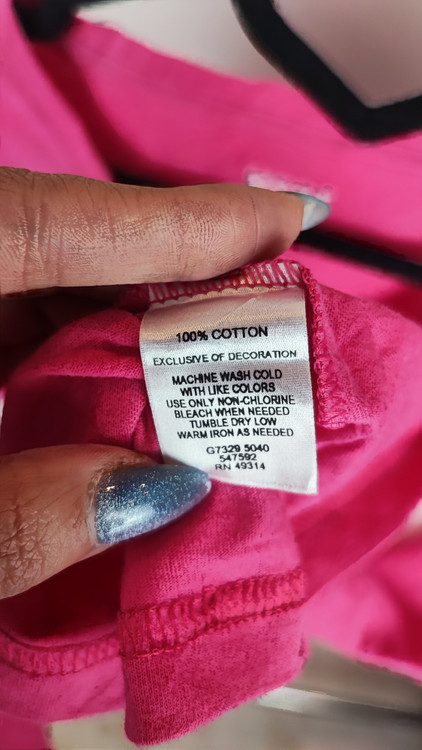 100% COTTON
EXCLUSIVE OF DECORATION
MACHINE WASH COLD
WITH LIKE COLORS
USE ONLY NON-CHLORINE
BLEACH WHEN NEEDED
TUMBLE DRY LOW
WARM IRON AS NEEDED
G7329 5040
547592
RN 49314